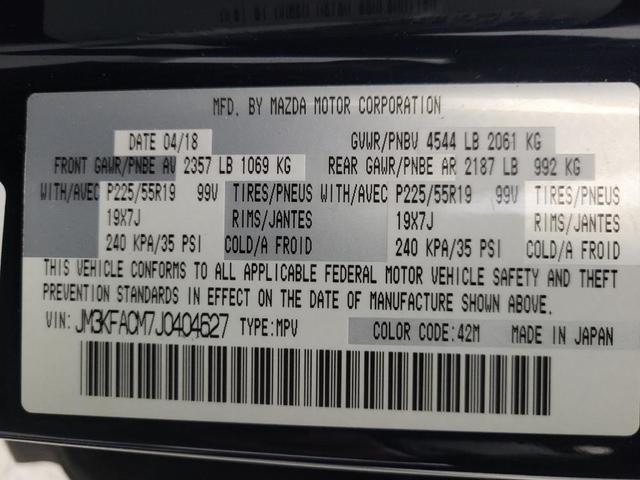 MFD. BY MAZDA MOTOR CORPORATION
DATE 04/18 GVWR/PNBV 4544 LB 2061 KG
FRONT GAWR/PNBE AV 2357 LB 1069 KG REAR GAWR/PNBE AR 2187 LB 992 KG
WITH/AVEC P225/55R19 99V TIRES/PNEUS WITH/AVEC P225/55R19 99V TIRES/PNEUS
19X7J RIMS/JANTES 19X7J RIMS/JANTES
240 KPA/35 PSI COLD/A FROID 240 KPA/35 PSI COLD/A FROID
THIS VEHICLE CONFORMS TO ALL APPLICABLE FEDERAL MOTOR VEHICLE SAFETY AND THEFT
PREVENTION STANDARDS IN EFFECT ON THE DATE OF MANUFACTURE SHOWN ABOVE.
VIN: JM3KFACM7J0404527 TYPE:MPV COLOR CODE:42M MADE IN JAPAN